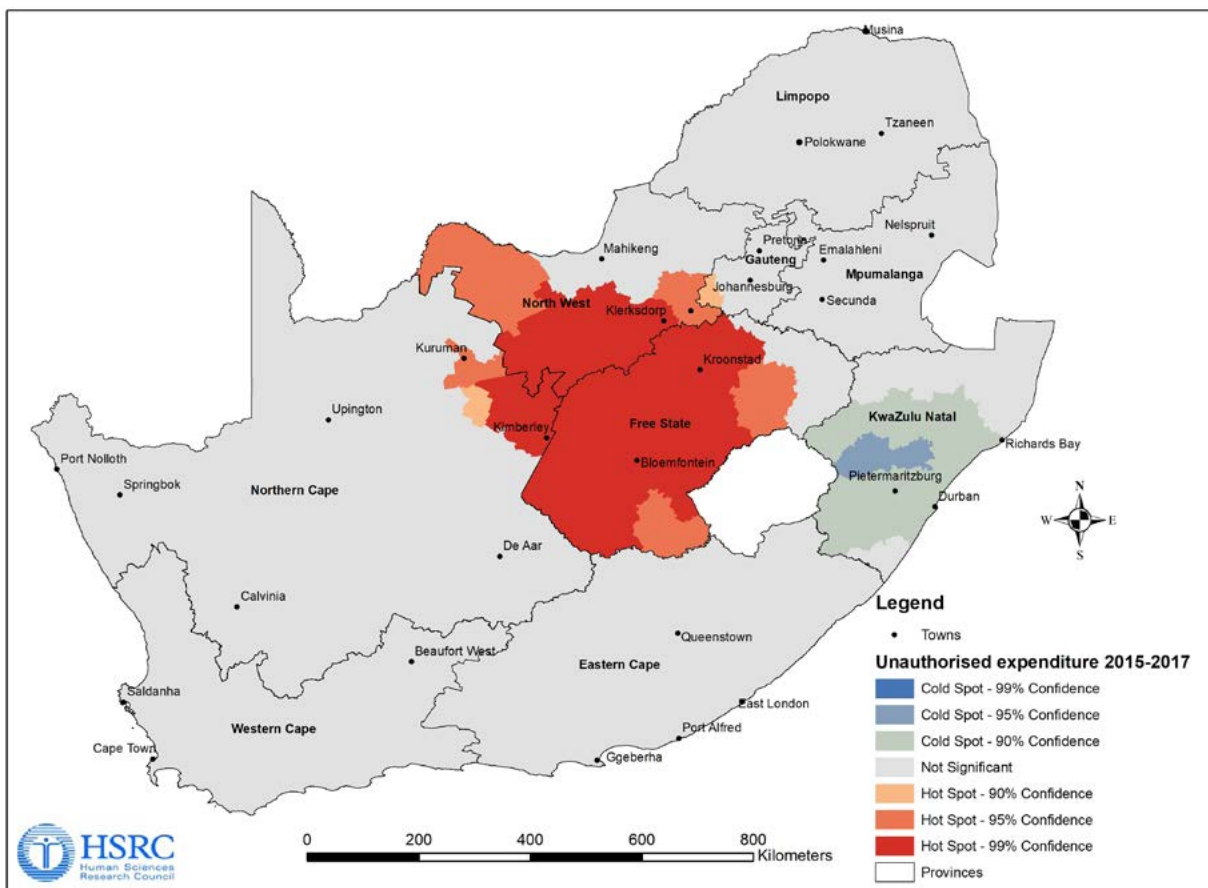 Musina
Limpopo
Tzaneen
Polokwane
Nelspruit
Pretoria
Emalahleni
Mahikeng
Gauteng
Mpumalanga
Johannesburg
Secunda
North West
Klerksdorp
Kuruman
Kroonstad
Upington
KwaZulu Natal
Free State
Kimberley
Richards Bay
Port Nolloth
Bloemfontein
Springbok
Northern Cape
Pietermaritzburg
Durban
N
W
E
S
De Aar
Calvinia
Queenstown
Beaufort West
Eastern Cape
Saldanha
East London
Western Cape
Port Alfred
Cape Town
Ggeberha
Legend
Towns
Unauthorised expenditure 2015-2017
Cold Spot - 99% Confidence
Cold Spot - 95% Confidence
Cold Spot - 90% Confidence
Not Significant
Hot Spot - 90% Confidence
Hot Spot - 95% Confidence
Hot Spot - 99% Confidence
Provinces
0 200 400 600 800
Kilometers
HSRC
Human Sciences
Research Council